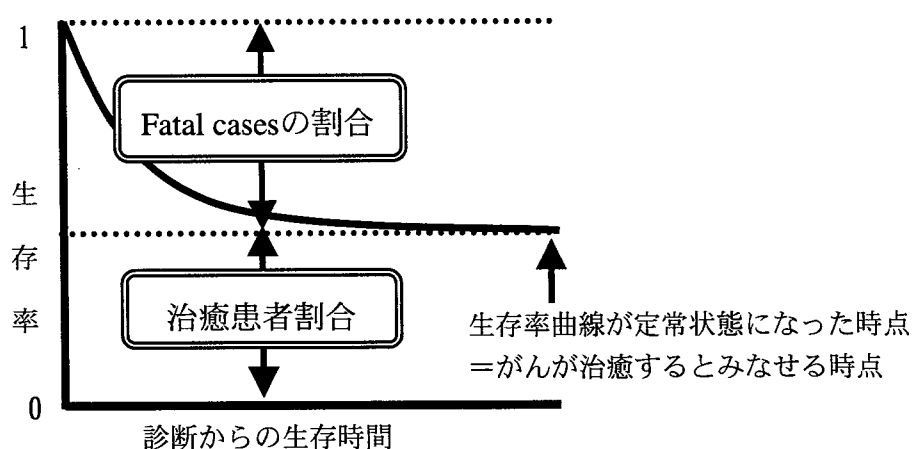 1
Fatal casesの割合
生存率
治癒患者割合
生存率曲線が定常状態になった時点
＝がんが治癒するとみなせる時点
0
診断からの生存時間